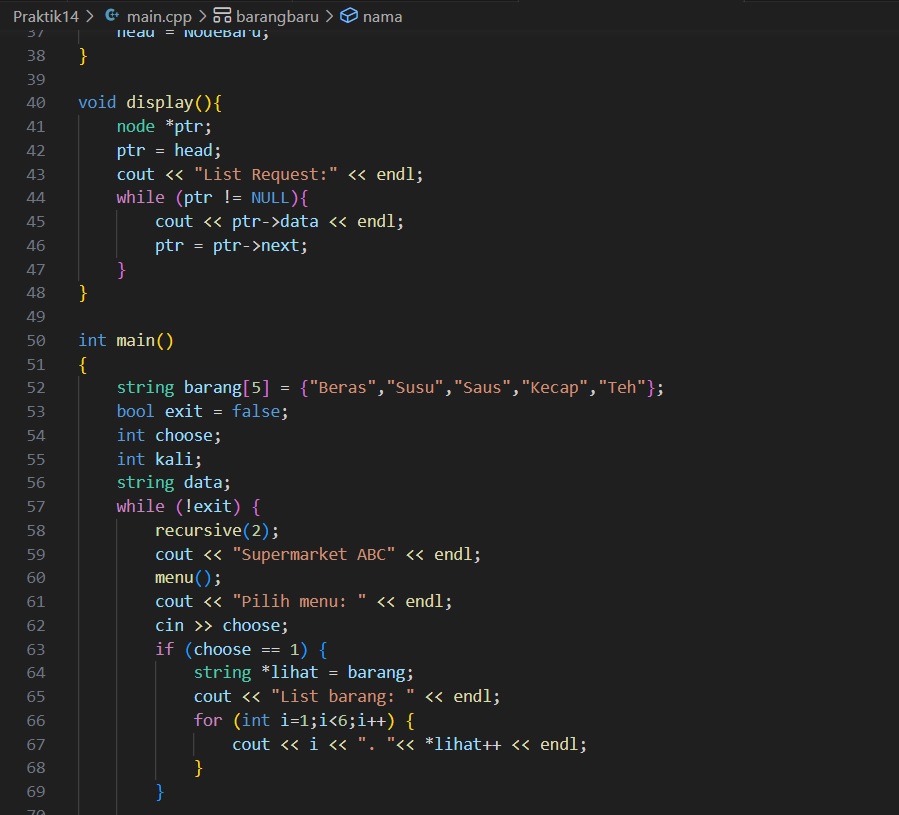 Praktik14 > main.cpp > barangbaru > nama
37 head = NodeBaru;
38 }
39
40 void display(){
41 node *ptr;
42 ptr = head;
43 cout << "List Request:" << endl;
44 while (ptr != NULL){
45 cout << ptr->data << endl;
46 ptr = ptr->next;
47 }
48 }
49
50 int main()
51 {
52 string barang[5] = {"Beras","Susu","Saus","Kecap","Teh"};
53 bool exit = false;
54 int choose;
55 int kali;
56 string data;
57 while (!exit) {
58 recursive(2);
59 cout << "Supermarket ABC" << endl;
60 menu();
61 cout << "Pilih menu: " << endl;
62 cin >> choose;
63 if (choose == 1) {
64 string *lihat = barang;
65 cout << "List barang: " << endl;
66 for (int i=1;i<6;i++) {
67 cout << i << ". "<< *lihat++ << endl;
68 }
69 }
70